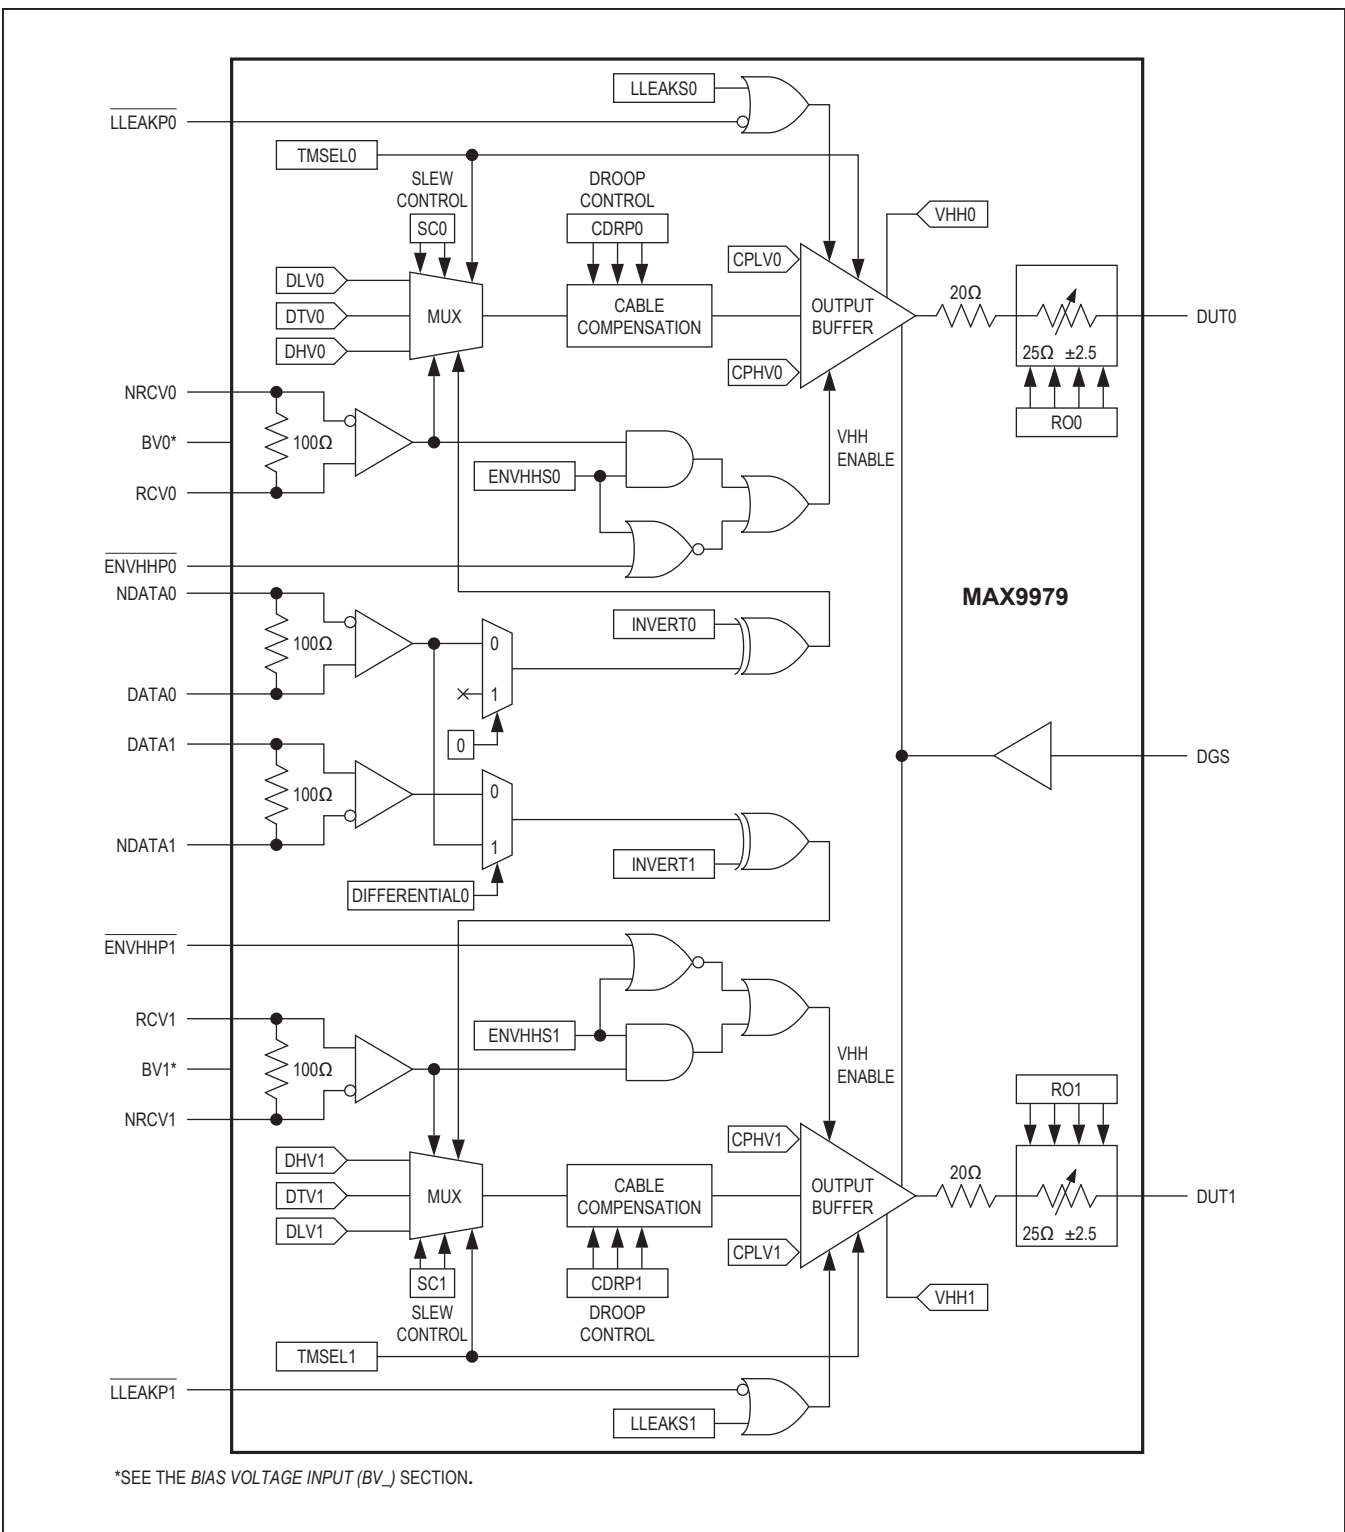 LLEAKS0
LLEAKP0
TMSEL0
SLEW
CONTROL
SC0
DROOP
CONTROL
CDRP0
VHH0
CPLV0
DLV0
DTV0
DHV0
MUX
CABLE
COMPENSATION
OUTPUT
BUFFER
20Ω
25Ω ±2.5
DUT0
CPHV0
RO0
NRCV0
BV0*
100Ω
RCV0
ENVHHS0
VHH
ENABLE
ENVHHP0
NDATA0
100Ω
DATA0
0
1
0
INVERT0
MAX9979
DATA1
100Ω
NDATA1
0
1
DIFFERENTIAL0
INVERT1
DGS
ENVHHP1
RCV1
BV1*
100Ω
NRCV1
ENVHHS1
VHH
ENABLE
RO1
CPHV1
DHV1
DTV1
DLV1
MUX
CABLE
COMPENSATION
OUTPUT
BUFFER
20Ω
25Ω ±2.5
DUT1
CPLV1
SC1
SLEW
CONTROL
CDRP1
DROOP
CONTROL
VHH1
TMSEL1
LLEAKP1
LLEAKS1
*SEE THE BIAS VOLTAGE INPUT (BV_) SECTION.